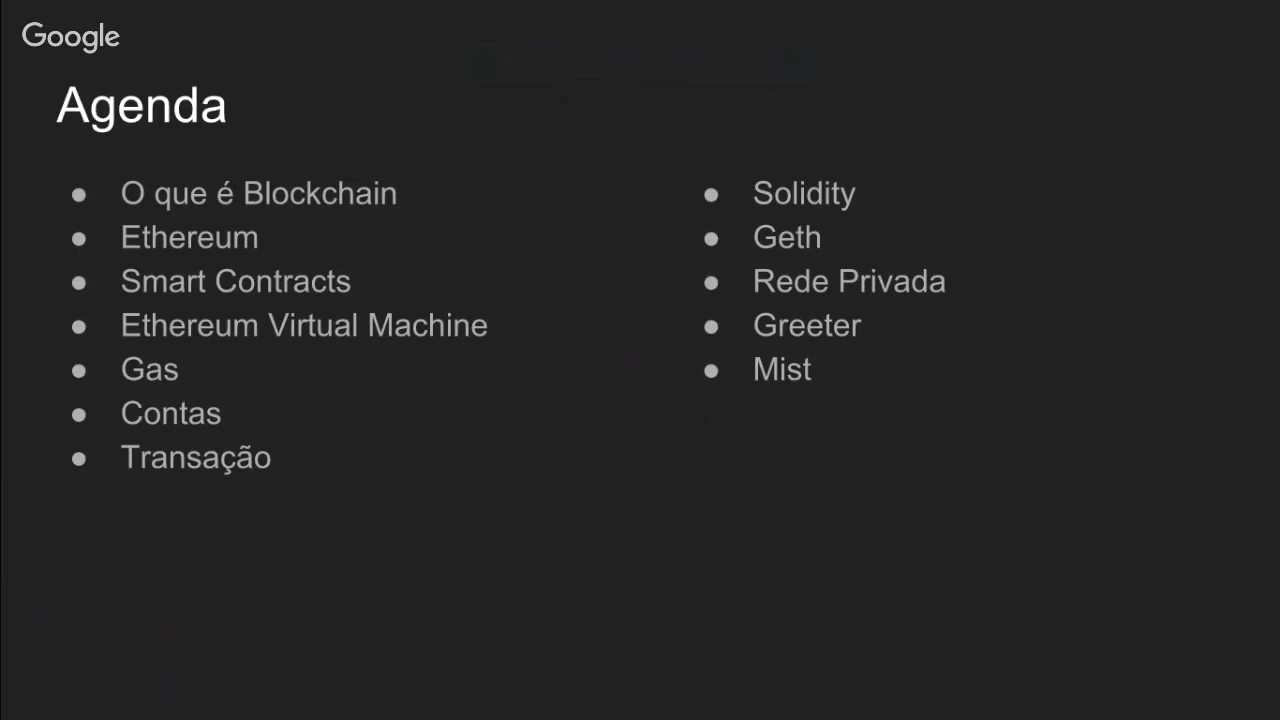 Google
Agenda
● O que é Blockchain
● Ethereum
● Smart Contracts
● Ethereum Virtual Machine
● Gas
● Contas
● Transação
● Solidity
● Geth
● Rede Privada
● Greeter
● Mist